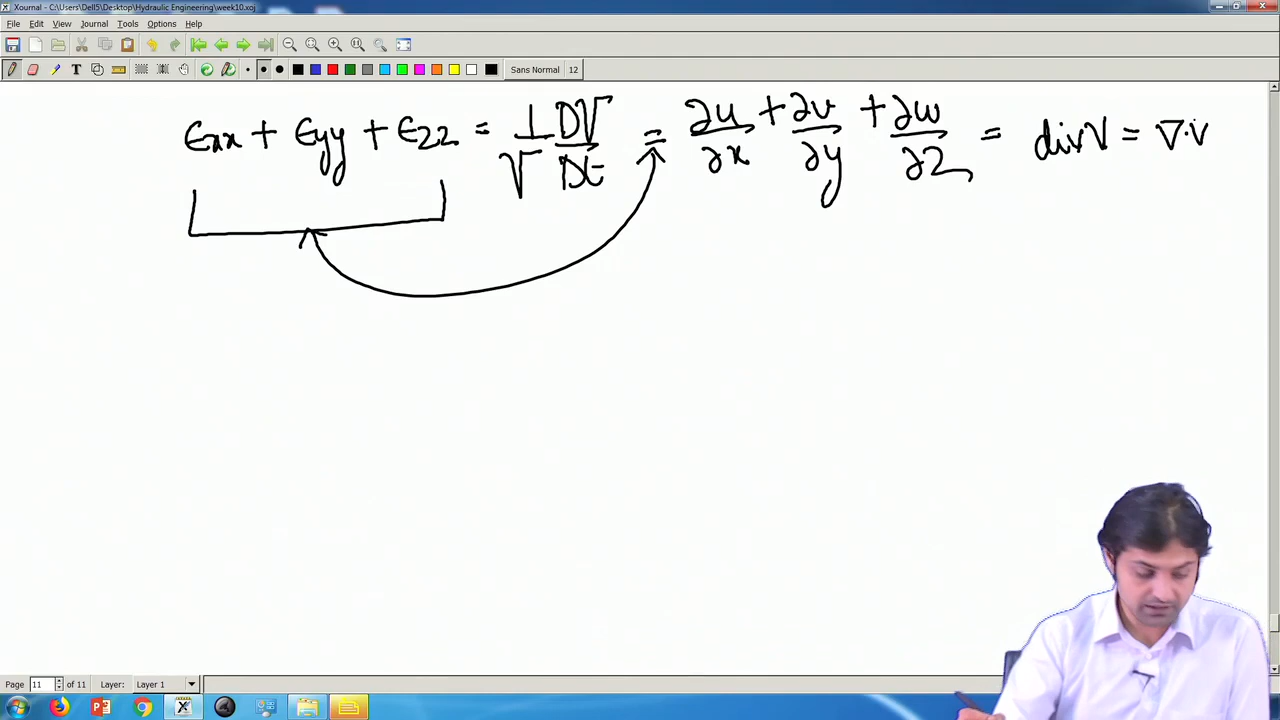 Xournal - C:\Users\Dell5\Desktop\Hydraulic Engineering\week10.xoj
File Edit View Journal Tools Options Help
Sans Normal 12
ϵxx + ϵyy + ϵzz = 1/V DV/Dt = ∂u/∂x + ∂v/∂y + ∂w/∂z = div V = ∇·V
Page 11 of 11 Layer: Layer 1